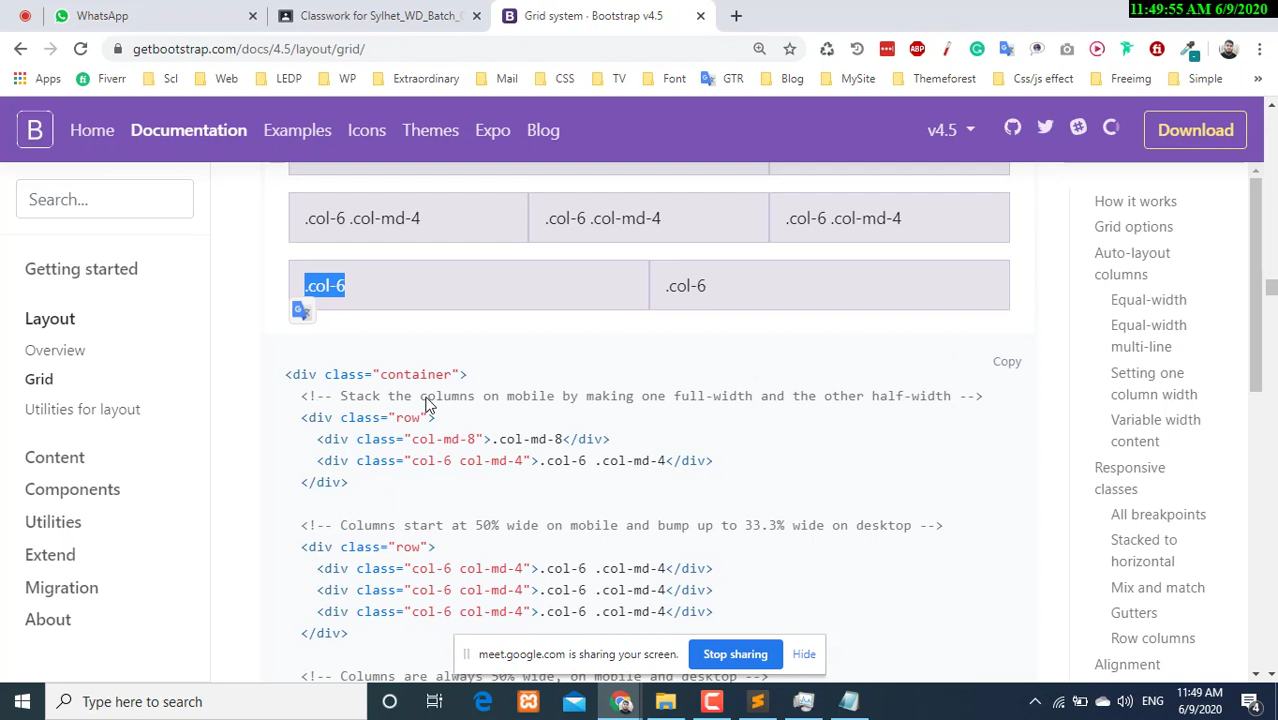 11:49:55 AM 6/9/2020
WhatsApp
Classwork for Sylhet_WD_Batch_
Grid system · Bootstrap v4.5
getbootstrap.com/docs/4.5/layout/grid/
Apps Fiverr Scl Web LEDP WP Extraordinary Mail CSS TV Font GTR Blog MySite Themeforest Css/js effect Freeimg Simple »
B Home Documentation Examples Icons Themes Expo Blog v4.5 Download
Search...
Getting started
Layout
Overview
Grid
Utilities for layout
Content
Components
Utilities
Extend
Migration
About
.col-6 .col-md-4 .col-6 .col-md-4 .col-6 .col-md-4
.col-6 .col-6
Copy
<div class="container">
<!-- Stack the columns on mobile by making one full-width and the other half-width -->
<div class="row">
<div class="col-md-8">.col-md-8</div>
<div class="col-6 col-md-4">.col-6 .col-md-4</div>
</div>
<!-- Columns start at 50% wide on mobile and bump up to 33.3% wide on desktop -->
<div class="row">
<div class="col-6 col-md-4">.col-6 .col-md-4</div>
<div class="col-6 col-md-4">.col-6 .col-md-4</div>
<div class="col-6 col-md-4">.col-6 .col-md-4</div>
</div>
<!-- Columns are always 50% wide, on mobile and desktop -->
How it works
Grid options
Auto-layout
columns
Equal-width
Equal-width
multi-line
Setting one
column width
Variable width
content
Responsive
classes
All breakpoints
Stacked to
horizontal
Mix and match
Gutters
Row columns
Alignment
meet.google.com is sharing your screen. Stop sharing Hide
Type here to search
ENG
11:49 AM
6/9/2020
4